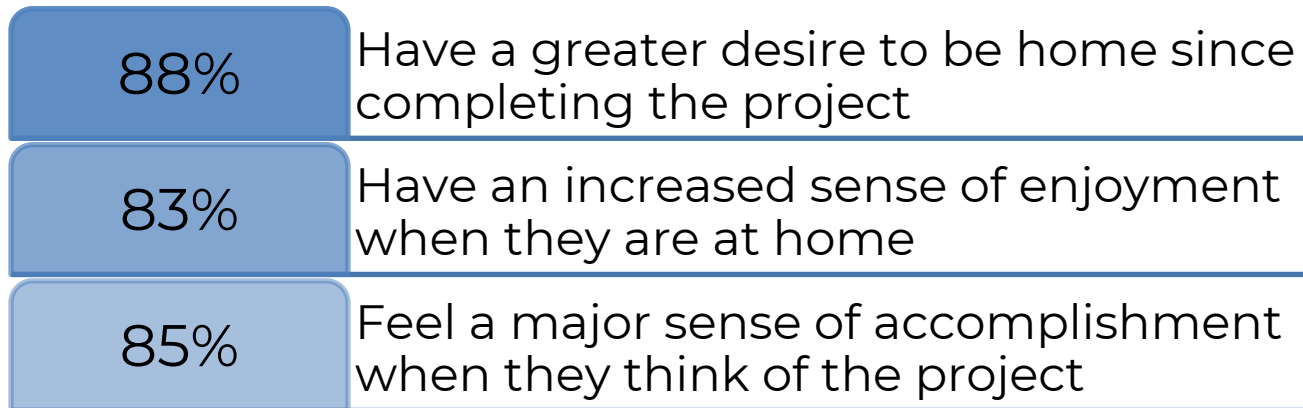 88%
Have a greater desire to be home since
completing the project
83%
Have an increased sense of enjoyment
when they are at home
85%
Feel a major sense of accomplishment
when they think of the project